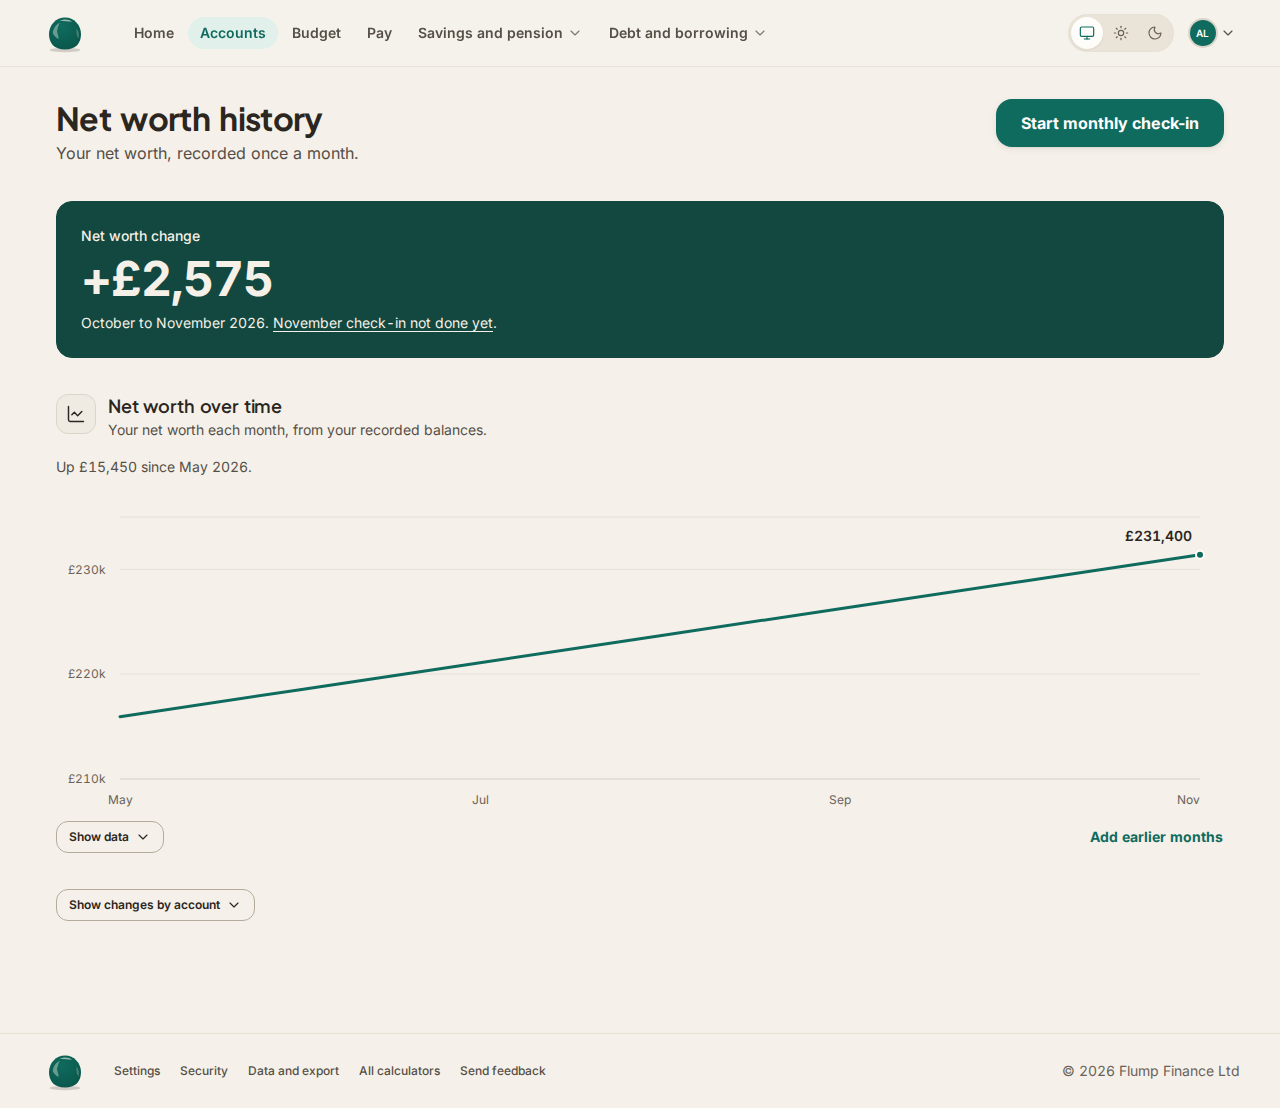 Home Accounts Budget Pay Savings and pension Debt and borrowing AL
Net worth history
Start monthly check-in
Your net worth, recorded once a month.
Net worth change
+£2,575
October to November 2026. November check-in not done yet.
Net worth over time
Your net worth each month, from your recorded balances.
Up £15,450 since May 2026.
£231,400
£230k
£220k
£210k
May Jul Sep Nov
Show data Add earlier months
Show changes by account
Settings Security Data and export All calculators Send feedback © 2026 Flump Finance Ltd